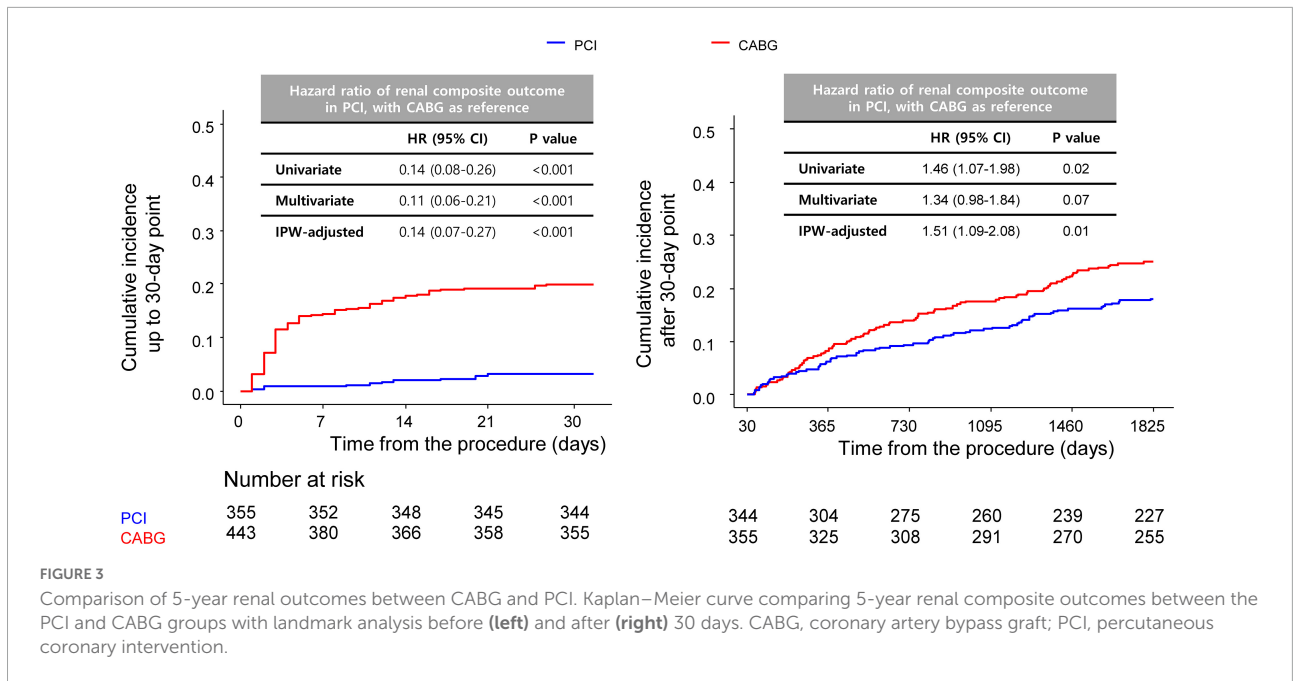 PCI
CABG
Hazard ratio of renal composite outcome
in PCI, with CABG as reference
HR (95% CI) P value
Univariate 0.14 (0.08-0.26) <0.001
Multivariate 0.11 (0.06-0.21) <0.001
IPW-adjusted 0.14 (0.07-0.27) <0.001
Cumulative incidence
up to 30-day point
0.5
0.4
0.3
0.2
0.1
0.0
0 7 14 21 30
Time from the procedure (days)
Hazard ratio of renal composite outcome
in PCI, with CABG as reference
HR (95% CI) P value
Univariate 1.46 (1.07-1.98) 0.02
Multivariate 1.34 (0.98-1.84) 0.07
IPW-adjusted 1.51 (1.09-2.08) 0.01
Cumulative incidence
after 30-day point
0.5
0.4
0.3
0.2
0.1
0.0
30 365 730 1095 1460 1825
Time from the procedure (days)
Number at risk
PCI 355 352 348 345 344 344 304 275 260 239 227
CABG 443 380 366 358 355 355 325 308 291 270 255
FIGURE 3
Comparison of 5-year renal outcomes between CABG and PCI. Kaplan–Meier curve comparing 5-year renal composite outcomes between the
PCI and CABG groups with landmark analysis before (left) and after (right) 30 days. CABG, coronary artery bypass graft; PCI, percutaneous
coronary intervention.